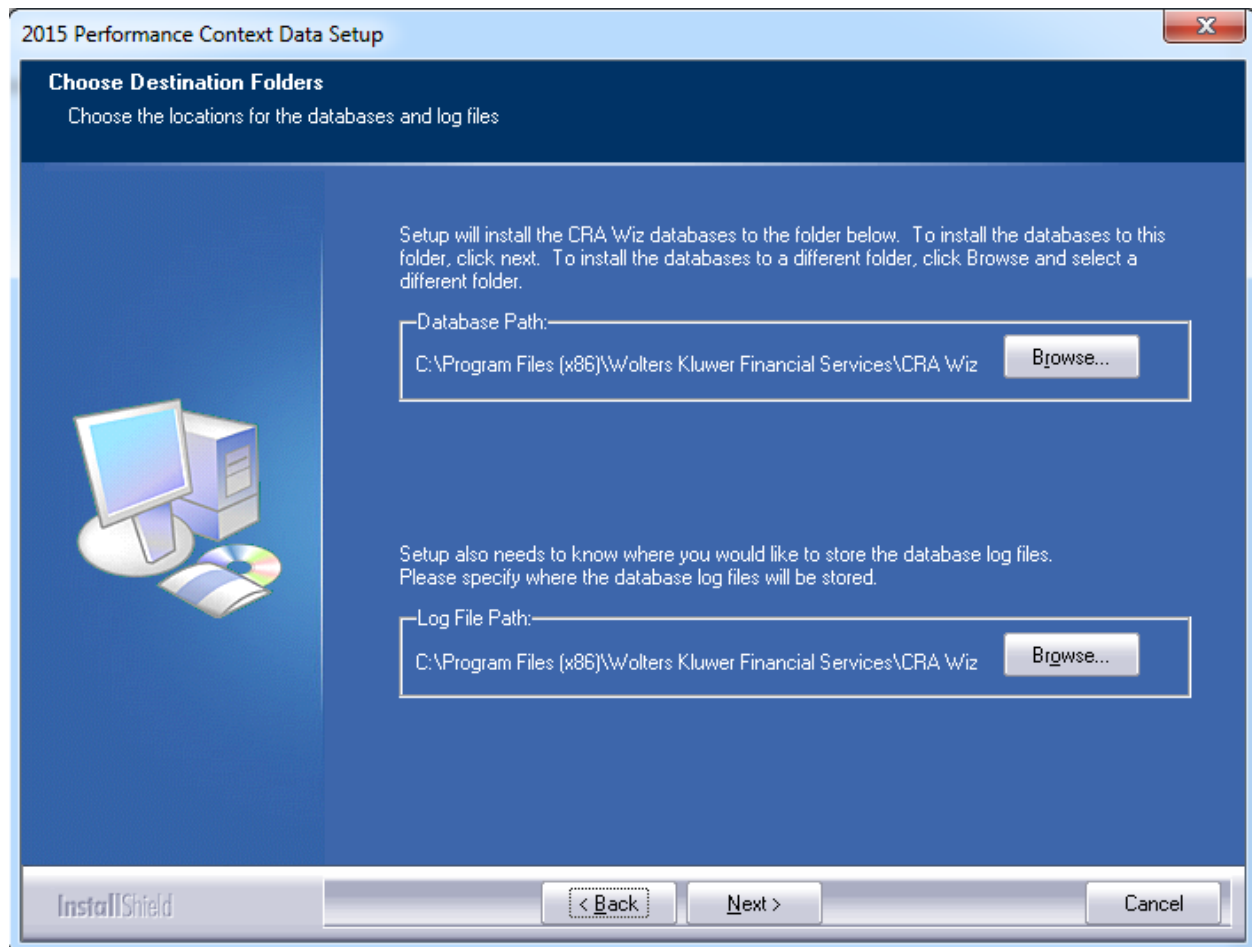 2015 Performance Context Data Setup
Choose Destination Folders
Choose the locations for the databases and log files
Setup will install the CRA Wiz databases to the folder below.  To install the databases to this
folder, click next.  To install the databases to a different folder, click Browse and select a
different folder.
Database Path:
C:\Program Files (x86)\Wolters Kluwer Financial Services\CRA Wiz
Browse...
Setup also needs to know where you would like to store the database log files.
Please specify where the database log files will be stored.
Log File Path:
C:\Program Files (x86)\Wolters Kluwer Financial Services\CRA Wiz
Browse...
InstallShield
< Back
Next >
Cancel